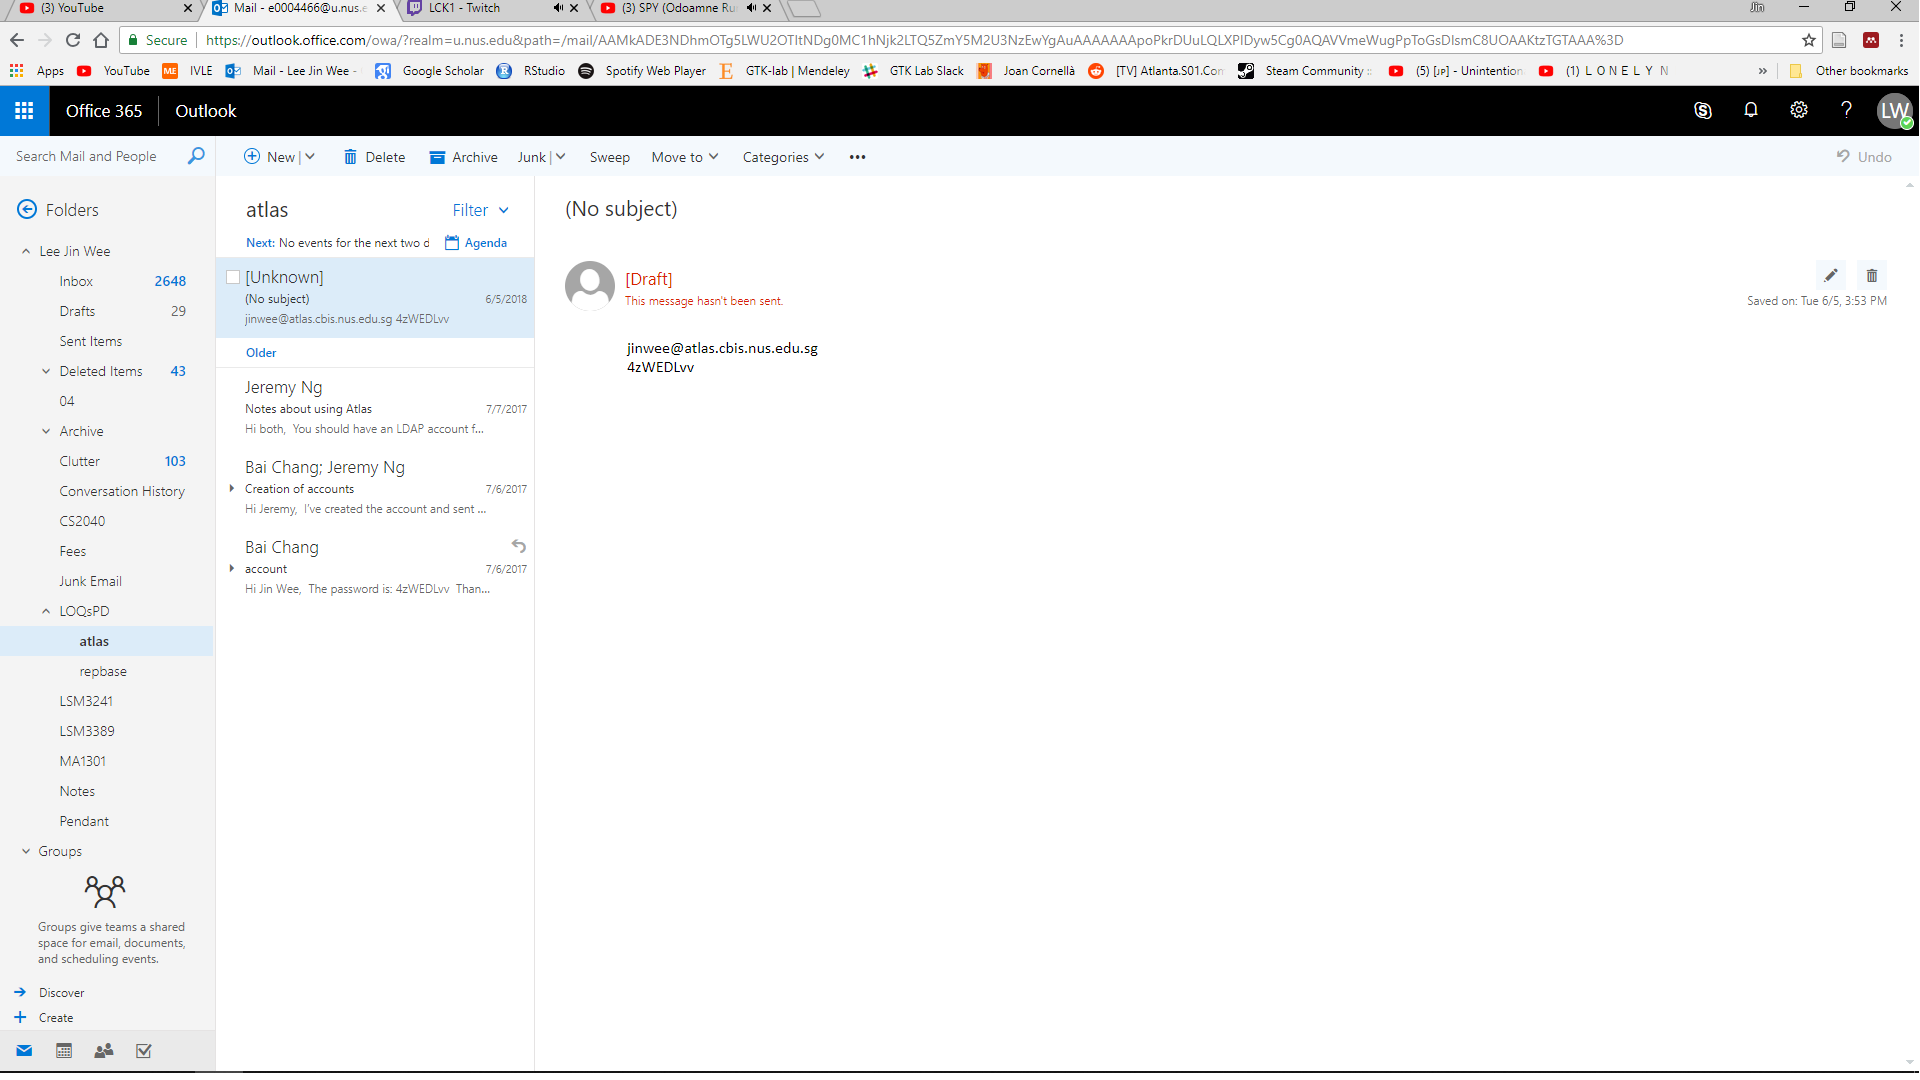 (3) YouTube
Mail - e0004466@u.nus.e
LCK1 - Twitch
(3) SPY (Odoamne Ru
Jin
Secure
https://outlook.office.com/owa/?realm=u.nus.edu&path=/mail/AAMkADE3NDhmOTg5LWU2OTItNDg0MC1hNjk2LTQ5ZmY5M2U3NzEwYgAuAAAAAAApoPkrDUuLQLXPIDyw5Cg0AQAVVmeWugPpToGsDIsmC8UOAAKtzTGTAAA%3D
Apps
YouTube
IVLE
Mail - Lee Jin Wee -
Google Scholar
RStudio
Spotify Web Player
GTK-lab | Mendeley
GTK Lab Slack
Joan Cornellà
[TV] Atlanta.S01.Con
Steam Community ::
(5) [JP] - Unintention
(1) L O N E L Y N
» Other bookmarks
Office 365
Outlook
LW
Search Mail and People
New
Delete
Archive
Junk
Sweep
Move to
Categories
•••
Undo
Folders
Lee Jin Wee
Inbox 2648
Drafts 29
Sent Items
Deleted Items 43
04
Archive
Clutter 103
Conversation History
CS2040
Fees
Junk Email
LOQsPD
atlas
repbase
LSM3241
LSM3389
MA1301
Notes
Pendant
Groups
Groups give teams a shared
space for email, documents,
and scheduling events.
Discover
Create
atlas
Filter
Next: No events for the next two d
Agenda
[Unknown]
(No subject) 6/5/2018
jinwee@atlas.cbis.nus.edu.sg 4zWEDLvv
Older
Jeremy Ng
Notes about using Atlas 7/7/2017
Hi both, You should have an LDAP account f...
Bai Chang; Jeremy Ng
Creation of accounts 7/6/2017
Hi Jeremy, I've created the account and sent ...
Bai Chang
account 7/6/2017
Hi Jin Wee, The password is: 4zWEDLvv Than...
(No subject)
[Draft]
This message hasn't been sent.
Saved on: Tue 6/5, 3:53 PM
jinwee@atlas.cbis.nus.edu.sg
4zWEDLvv